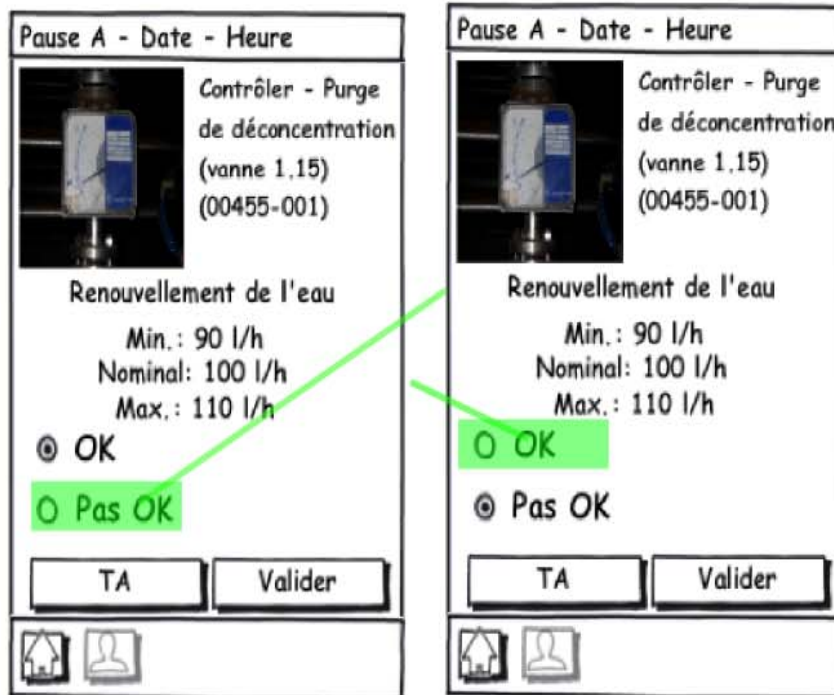 Pause A - Date - Heure
Contrôler - Purge
de déconcentration
(vanne 1.15)
(00455-001)
Renouvellement de l'eau
Min.: 90 l/h
Nominal: 100 l/h
Max.: 110 l/h
OK
Pas OK
TA Valider
Pause A - Date - Heure
Contrôler - Purge
de déconcentration
(vanne 1.15)
(00455-001)
Renouvellement de l'eau
Min.: 90 l/h
Nominal: 100 l/h
Max.: 110 l/h
OK
Pas OK
TA Valider